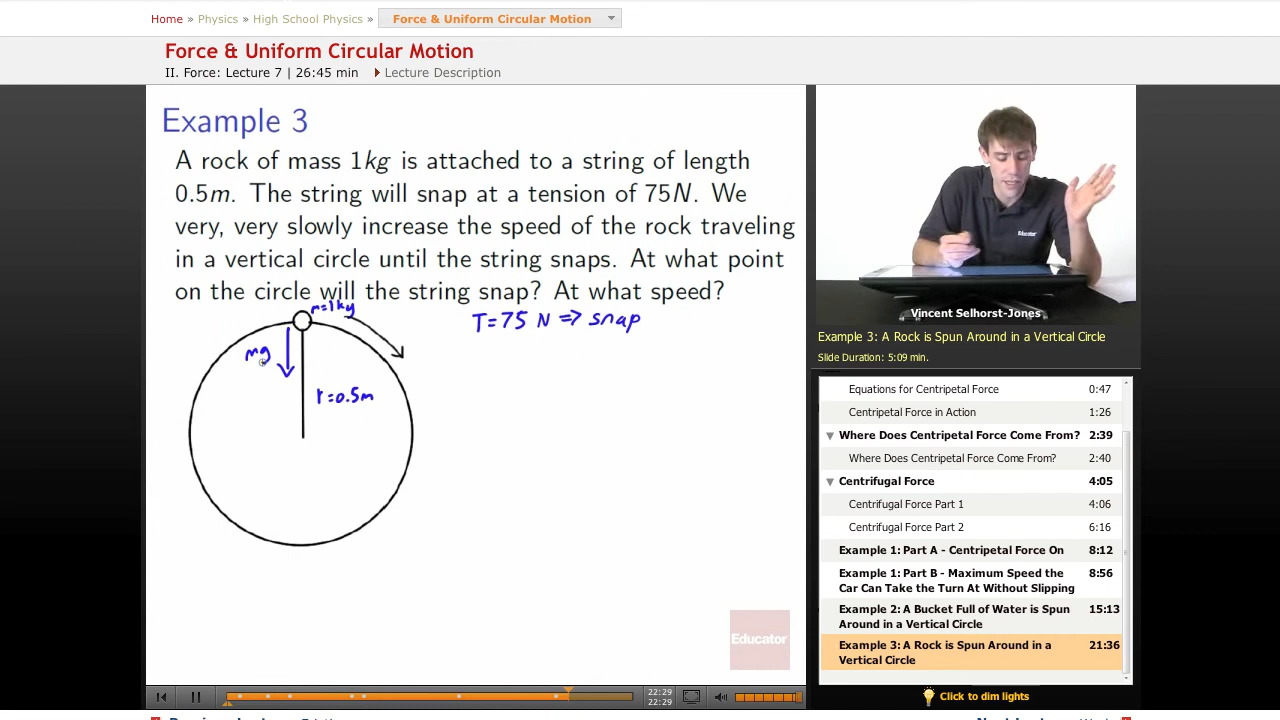 Home » Physics » High School Physics » Force & Uniform Circular Motion
Force & Uniform Circular Motion
II. Force: Lecture 7 | 26:45 min Lecture Description
Example 3
A rock of mass 1kg is attached to a string of length
0.5m. The string will snap at a tension of 75N. We
very, very slowly increase the speed of the rock traveling
in a vertical circle until the string snaps. At what point
on the circle will the string snap? At what speed?
m=1kg
T=75 N => snap
mg
r=0.5m
Educator
Educator
Vincent Selhorst-Jones
Example 3: A Rock is Spun Around in a Vertical Circle
Slide Duration: 5:09 min.
Equations for Centripetal Force 0:47
Centripetal Force in Action 1:26
Where Does Centripetal Force Come From? 2:39
Where Does Centripetal Force Come From? 2:40
Centrifugal Force 4:05
Centrifugal Force Part 1 4:06
Centrifugal Force Part 2 6:16
Example 1: Part A - Centripetal Force On 8:12
Example 1: Part B - Maximum Speed the 8:56
Car Can Take the Turn At Without Slipping
Example 2: A Bucket Full of Water is Spun 15:13
Around in a Vertical Circle
Example 3: A Rock is Spun Around in a 21:36
Vertical Circle
22:29
22:29
Click to dim lights